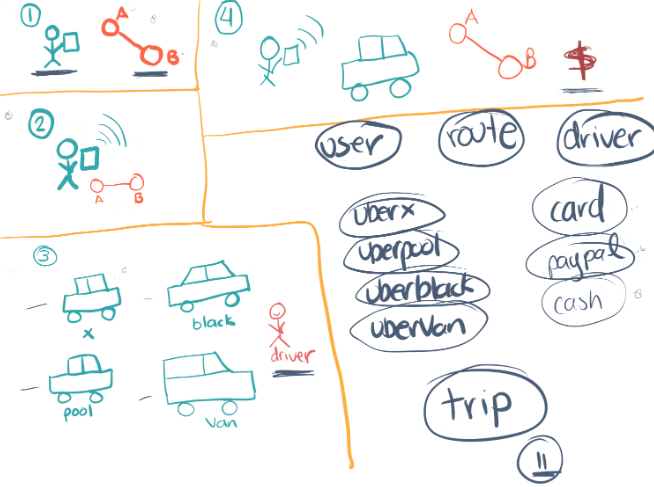 1
A
B
2
A B
3
x
black
driver
pool
van
4
A
B
$
user route driver
uberx
uberpool
uberblack
uberVan
card
paypal
cash
trip
11